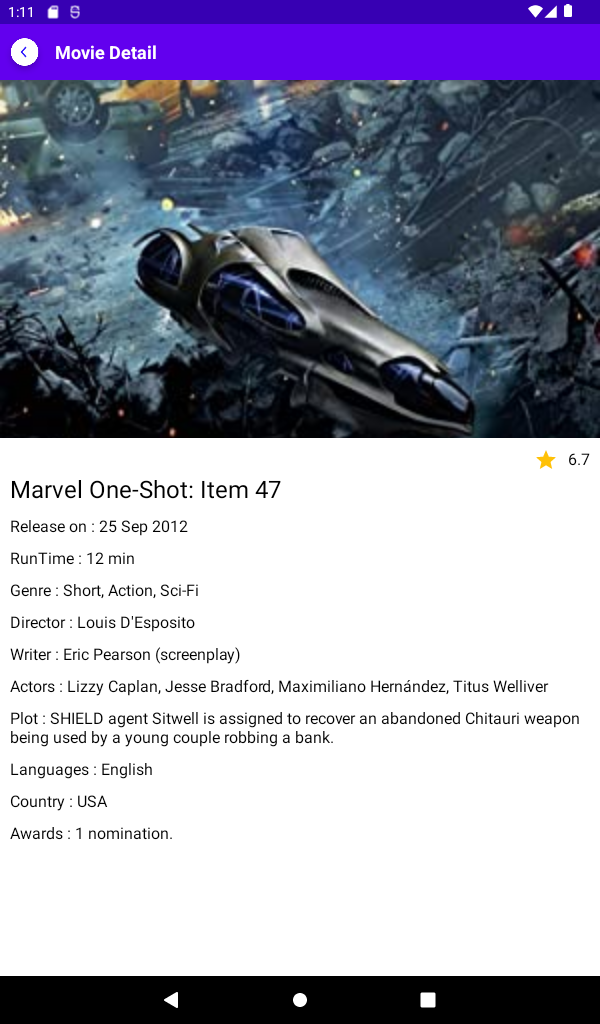 1:11
Movie Detail
6.7
Marvel One-Shot: Item 47
Release on : 25 Sep 2012
RunTime : 12 min
Genre : Short, Action, Sci-Fi
Director : Louis D'Esposito
Writer : Eric Pearson (screenplay)
Actors : Lizzy Caplan, Jesse Bradford, Maximiliano Hernández, Titus Welliver
Plot : SHIELD agent Sitwell is assigned to recover an abandoned Chitauri weapon
being used by a young couple robbing a bank.
Languages : English
Country : USA
Awards : 1 nomination.